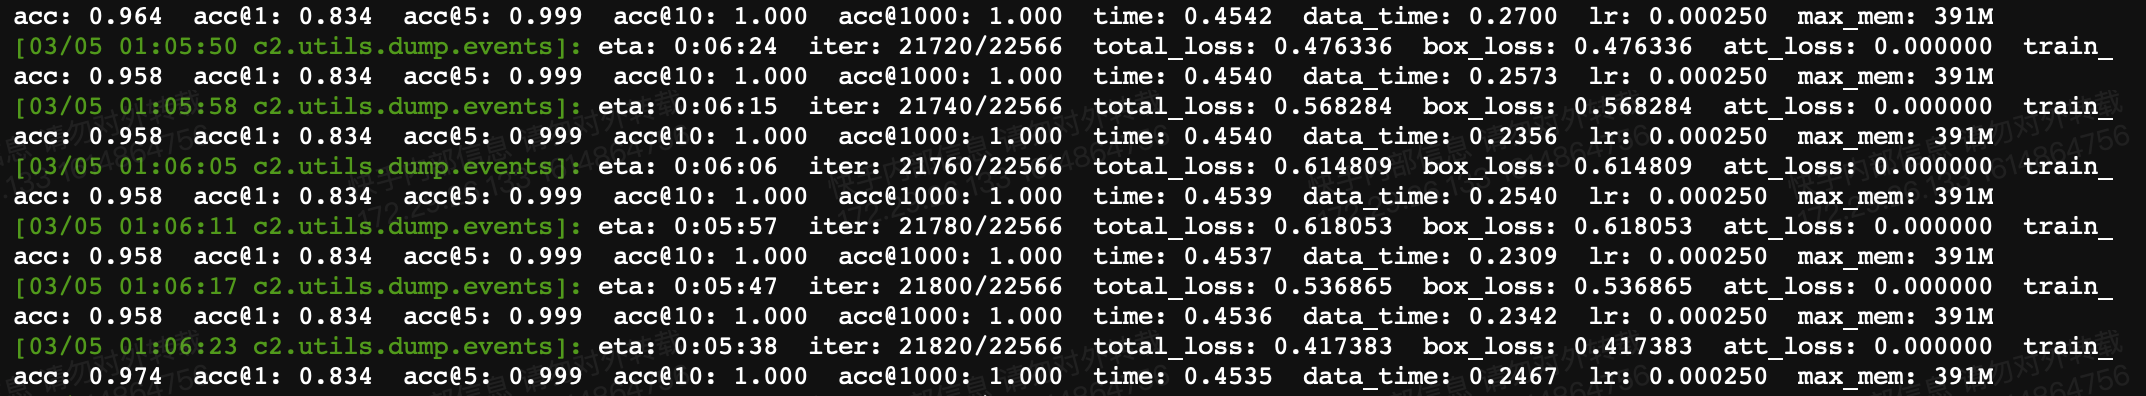 acc: 0.964  acc@1: 0.834  acc@5: 0.999  acc@10: 1.000  acc@1000: 1.000  time: 0.4542  data_time: 0.2700  lr: 0.000250  max_mem: 391M
[03/05 01:05:50 c2.utils.dump.events]: eta: 0:06:24  iter: 21720/22566  total_loss: 0.476336  box_loss: 0.476336  att_loss: 0.000000  train_
acc: 0.958  acc@1: 0.834  acc@5: 0.999  acc@10: 1.000  acc@1000: 1.000  time: 0.4540  data_time: 0.2573  lr: 0.000250  max_mem: 391M
[03/05 01:05:58 c2.utils.dump.events]: eta: 0:06:15  iter: 21740/22566  total_loss: 0.568284  box_loss: 0.568284  att_loss: 0.000000  train_
acc: 0.958  acc@1: 0.834  acc@5: 0.999  acc@10: 1.000  acc@1000: 1.000  time: 0.4540  data_time: 0.2356  lr: 0.000250  max_mem: 391M
[03/05 01:06:05 c2.utils.dump.events]: eta: 0:06:06  iter: 21760/22566  total_loss: 0.614809  box_loss: 0.614809  att_loss: 0.000000  train_
acc: 0.958  acc@1: 0.834  acc@5: 0.999  acc@10: 1.000  acc@1000: 1.000  time: 0.4539  data_time: 0.2540  lr: 0.000250  max_mem: 391M
[03/05 01:06:11 c2.utils.dump.events]: eta: 0:05:57  iter: 21780/22566  total_loss: 0.618053  box_loss: 0.618053  att_loss: 0.000000  train_
acc: 0.958  acc@1: 0.834  acc@5: 0.999  acc@10: 1.000  acc@1000: 1.000  time: 0.4537  data_time: 0.2309  lr: 0.000250  max_mem: 391M
[03/05 01:06:17 c2.utils.dump.events]: eta: 0:05:47  iter: 21800/22566  total_loss: 0.536865  box_loss: 0.536865  att_loss: 0.000000  train_
acc: 0.958  acc@1: 0.834  acc@5: 0.999  acc@10: 1.000  acc@1000: 1.000  time: 0.4536  data_time: 0.2342  lr: 0.000250  max_mem: 391M
[03/05 01:06:23 c2.utils.dump.events]: eta: 0:05:38  iter: 21820/22566  total_loss: 0.417383  box_loss: 0.417383  att_loss: 0.000000  train_
acc: 0.974  acc@1: 0.834  acc@5: 0.999  acc@10: 1.000  acc@1000: 1.000  time: 0.4535  data_time: 0.2467  lr: 0.000250  max_mem: 391M